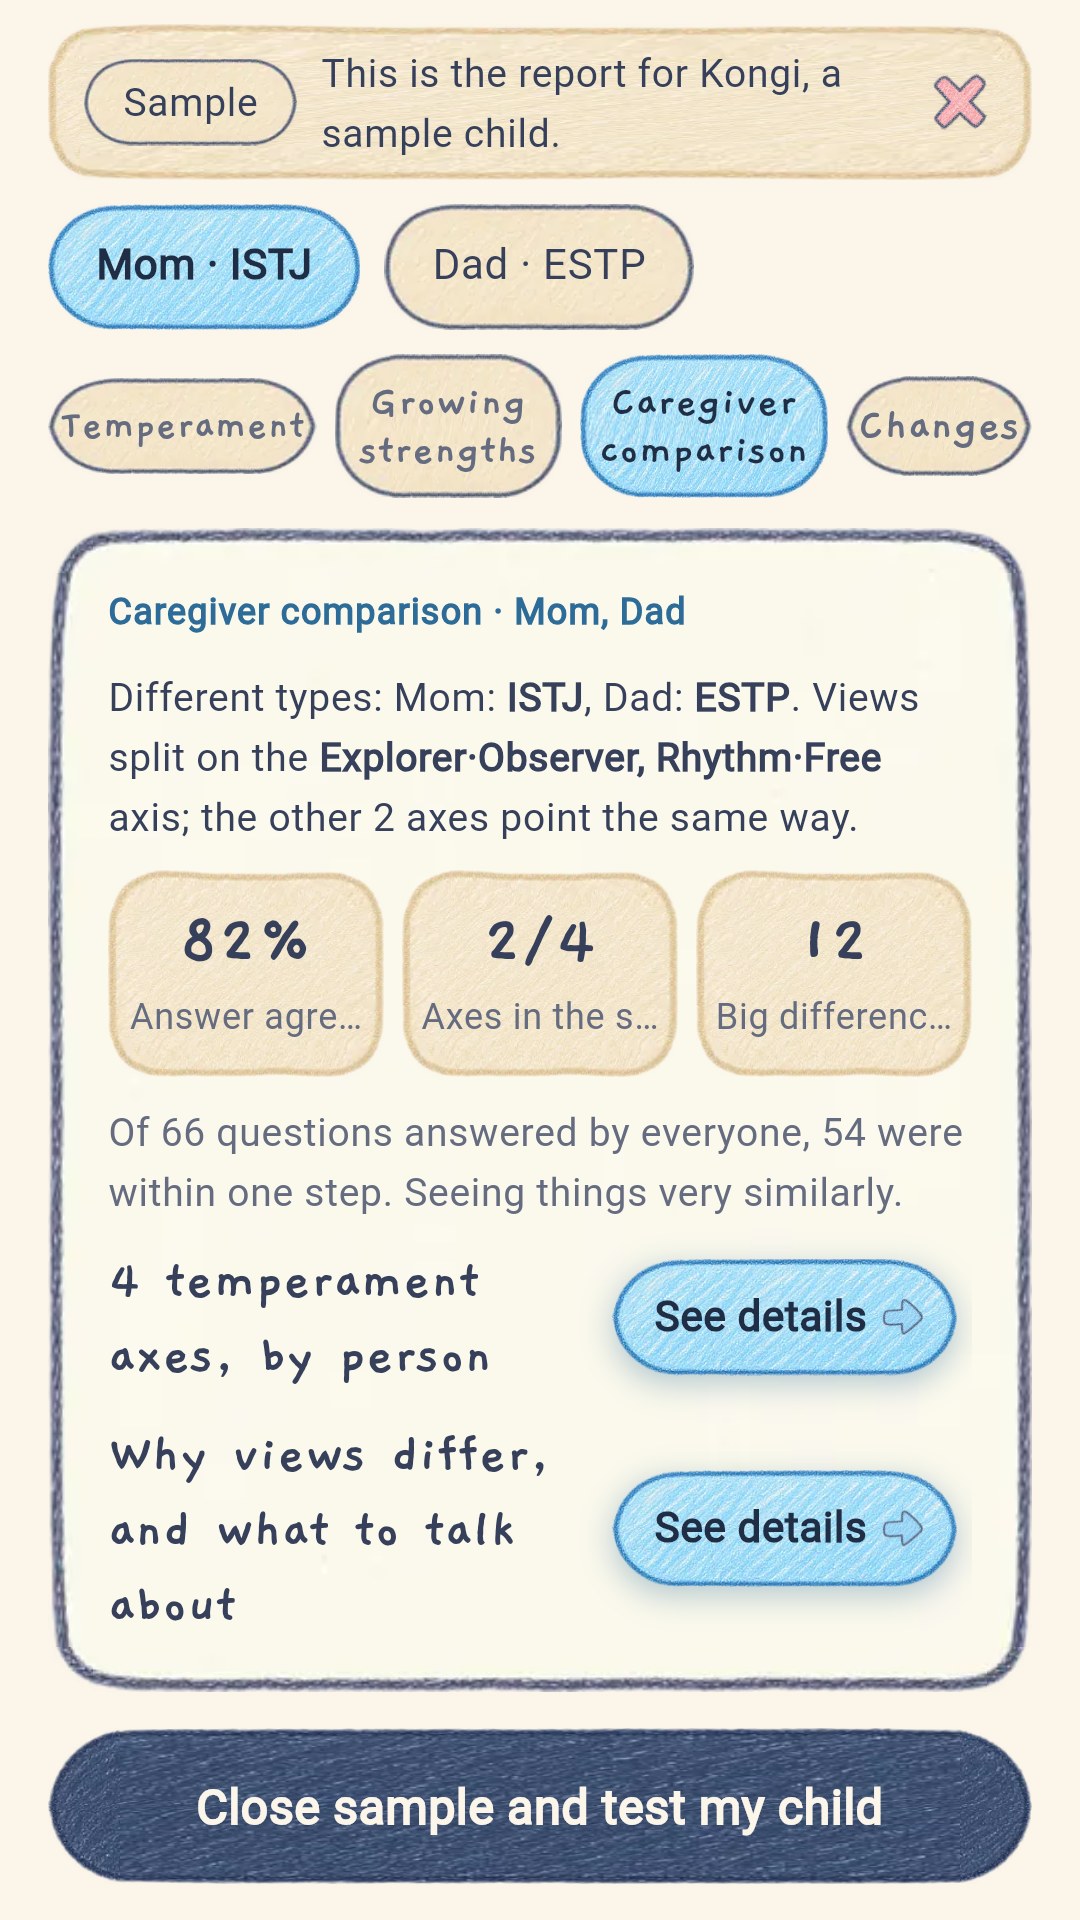 Sample
This is the report for Kongi, a
sample child.
Mom · ISTJ
Dad · ESTP
Temperament
Growing
strengths
Caregiver
comparison
Changes
Caregiver comparison · Mom, Dad
Different types: Mom: ISTJ, Dad: ESTP. Views
split on the Explorer·Observer, Rhythm·Free
axis; the other 2 axes point the same way.
82%
Answer agre...
2/4
Axes in the s...
12
Big differenc...
Of 66 questions answered by everyone, 54 were
within one step. Seeing things very similarly.
4 temperament
axes, by person
See details
Why views differ,
and what to talk
about
See details
Close sample and test my child